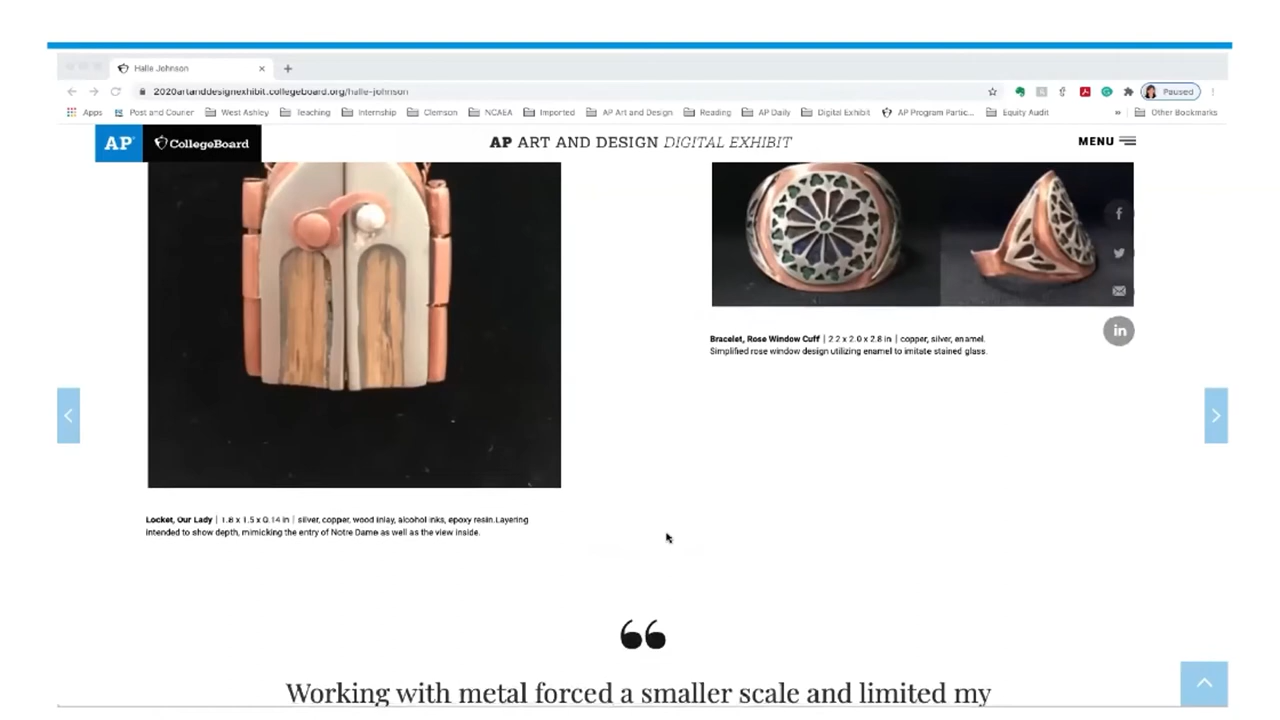 Halle Johnson
2020artanddesignexhibit.collegeboard.org/halle-johnson
Paused
Apps Post and Courier West Ashley Teaching Internship Clemson NCAEA Imported AP Art and Design Reading AP Daily Digital Exhibit AP Program Partic... Equity Audit » Other Bookmarks
AP CollegeBoard AP ART AND DESIGN DIGITAL EXHIBIT MENU
f
in
Bracelet, Rose Window Cuff | 2.2 x 2.0 x 2.8 in | copper, silver, enamel.
Simplified rose window design utilizing enamel to imitate stained glass.
Locket, Our Lady | 1.8 x 1.5 x 0.14 in | silver, copper, wood inlay, alcohol inks, epoxy resin.Layering
intended to show depth, mimicking the entry of Notre Dame as well as the view inside.
“
Working with metal forced a smaller scale and limited my